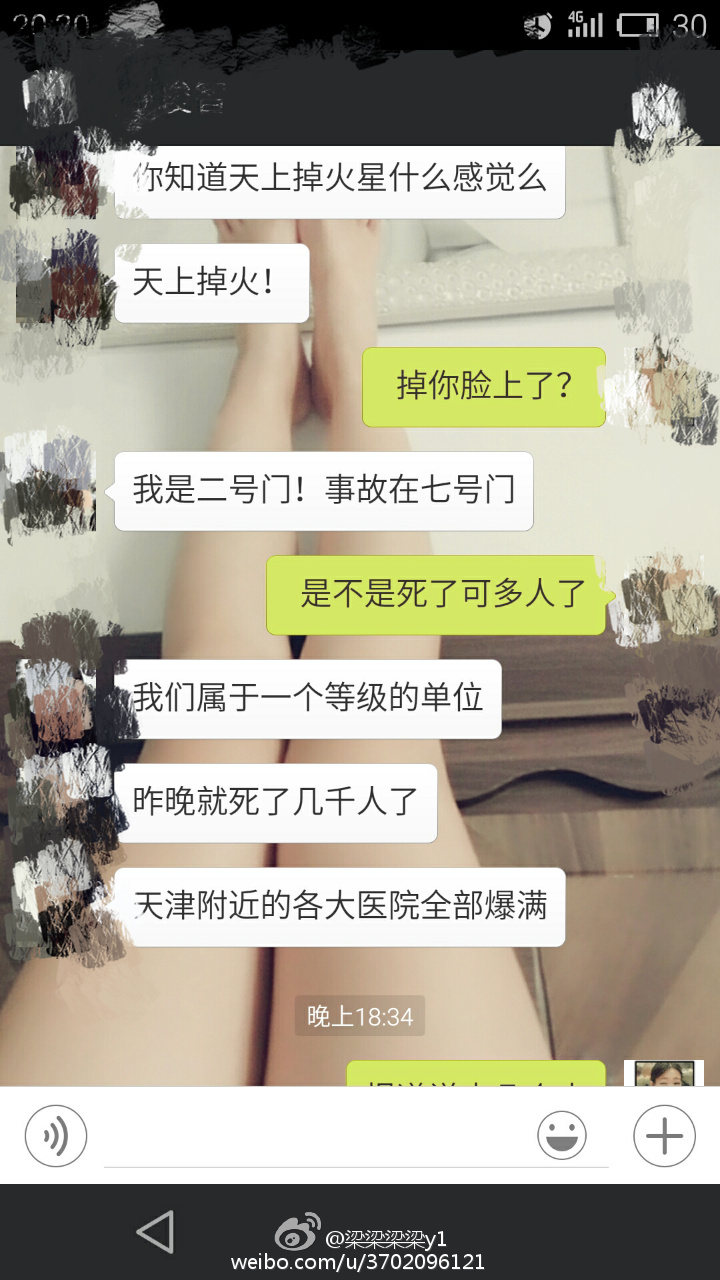 20:20
4G
30
你知道天上掉火星什么感觉么
天上掉火！
掉你脸上了？
我是二号门！事故在七号门
是不是死了可多人了
我们属于一个等级的单位
昨晚就死了几千人了
天津附近的各大医院全部爆满
晚上18:34
@梁梁梁梁y1
weibo.com/u/3702096121